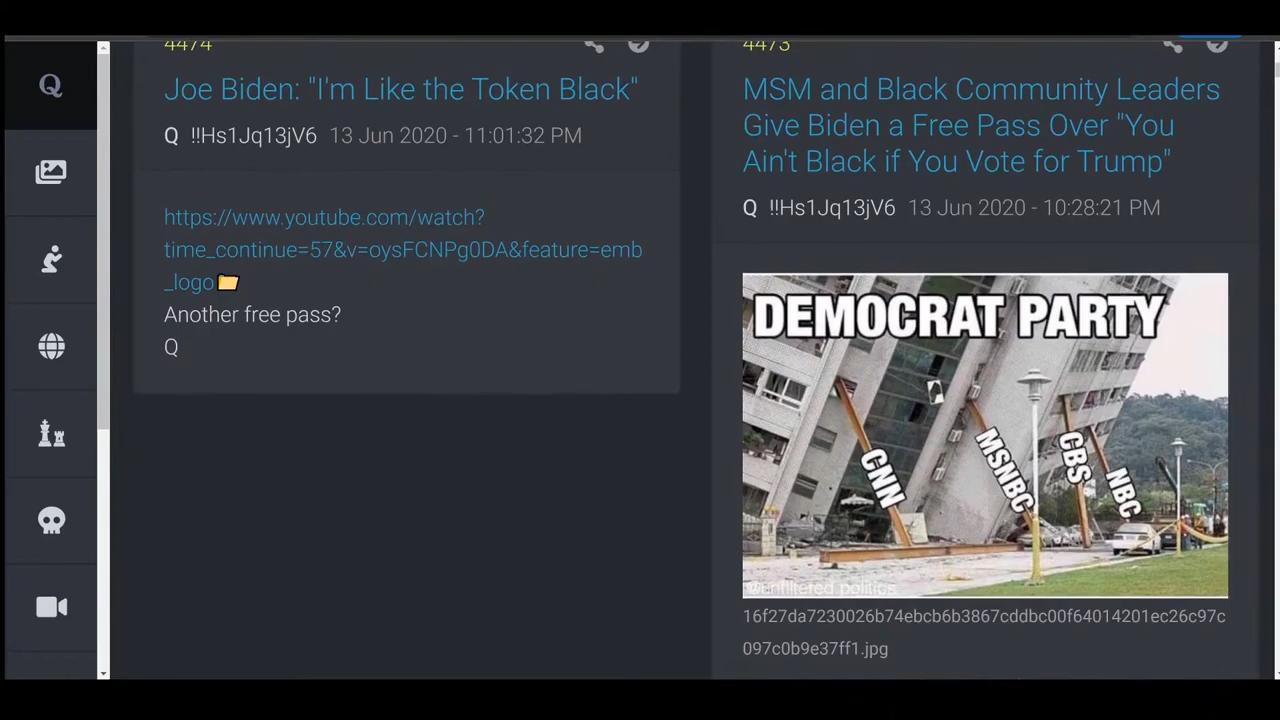 Q
4474
Joe Biden: "I'm Like the Token Black"
Q !!Hs1Jq13jV6 13 Jun 2020 - 11:01:32 PM
https://www.youtube.com/watch?
time_continue=57&v=oysFCNPg0DA&feature=emb
_logo
Another free pass?
Q
4473
MSM and Black Community Leaders
Give Biden a Free Pass Over "You
Ain't Black if You Vote for Trump"
Q !!Hs1Jq13jV6 13 Jun 2020 - 10:28:21 PM
DEMOCRAT PARTY
CNN
MSNBC
CBS
NBC
@unfiltered.politics
16f27da7230026b74ebcb6b3867cddbc00f64014201ec26c97c
097c0b9e37ff1.jpg